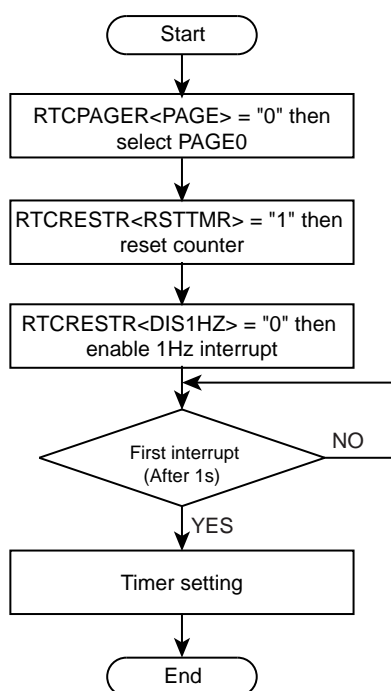 Start
RTCPAGER<PAGE> = "0" then
select PAGE0
RTCRESTR<RSTTMR> = "1" then
reset counter
RTCRESTR<DIS1HZ> = "0" then
enable 1Hz interrupt
First interrupt
(After 1s)
NO
YES
Timer setting
End